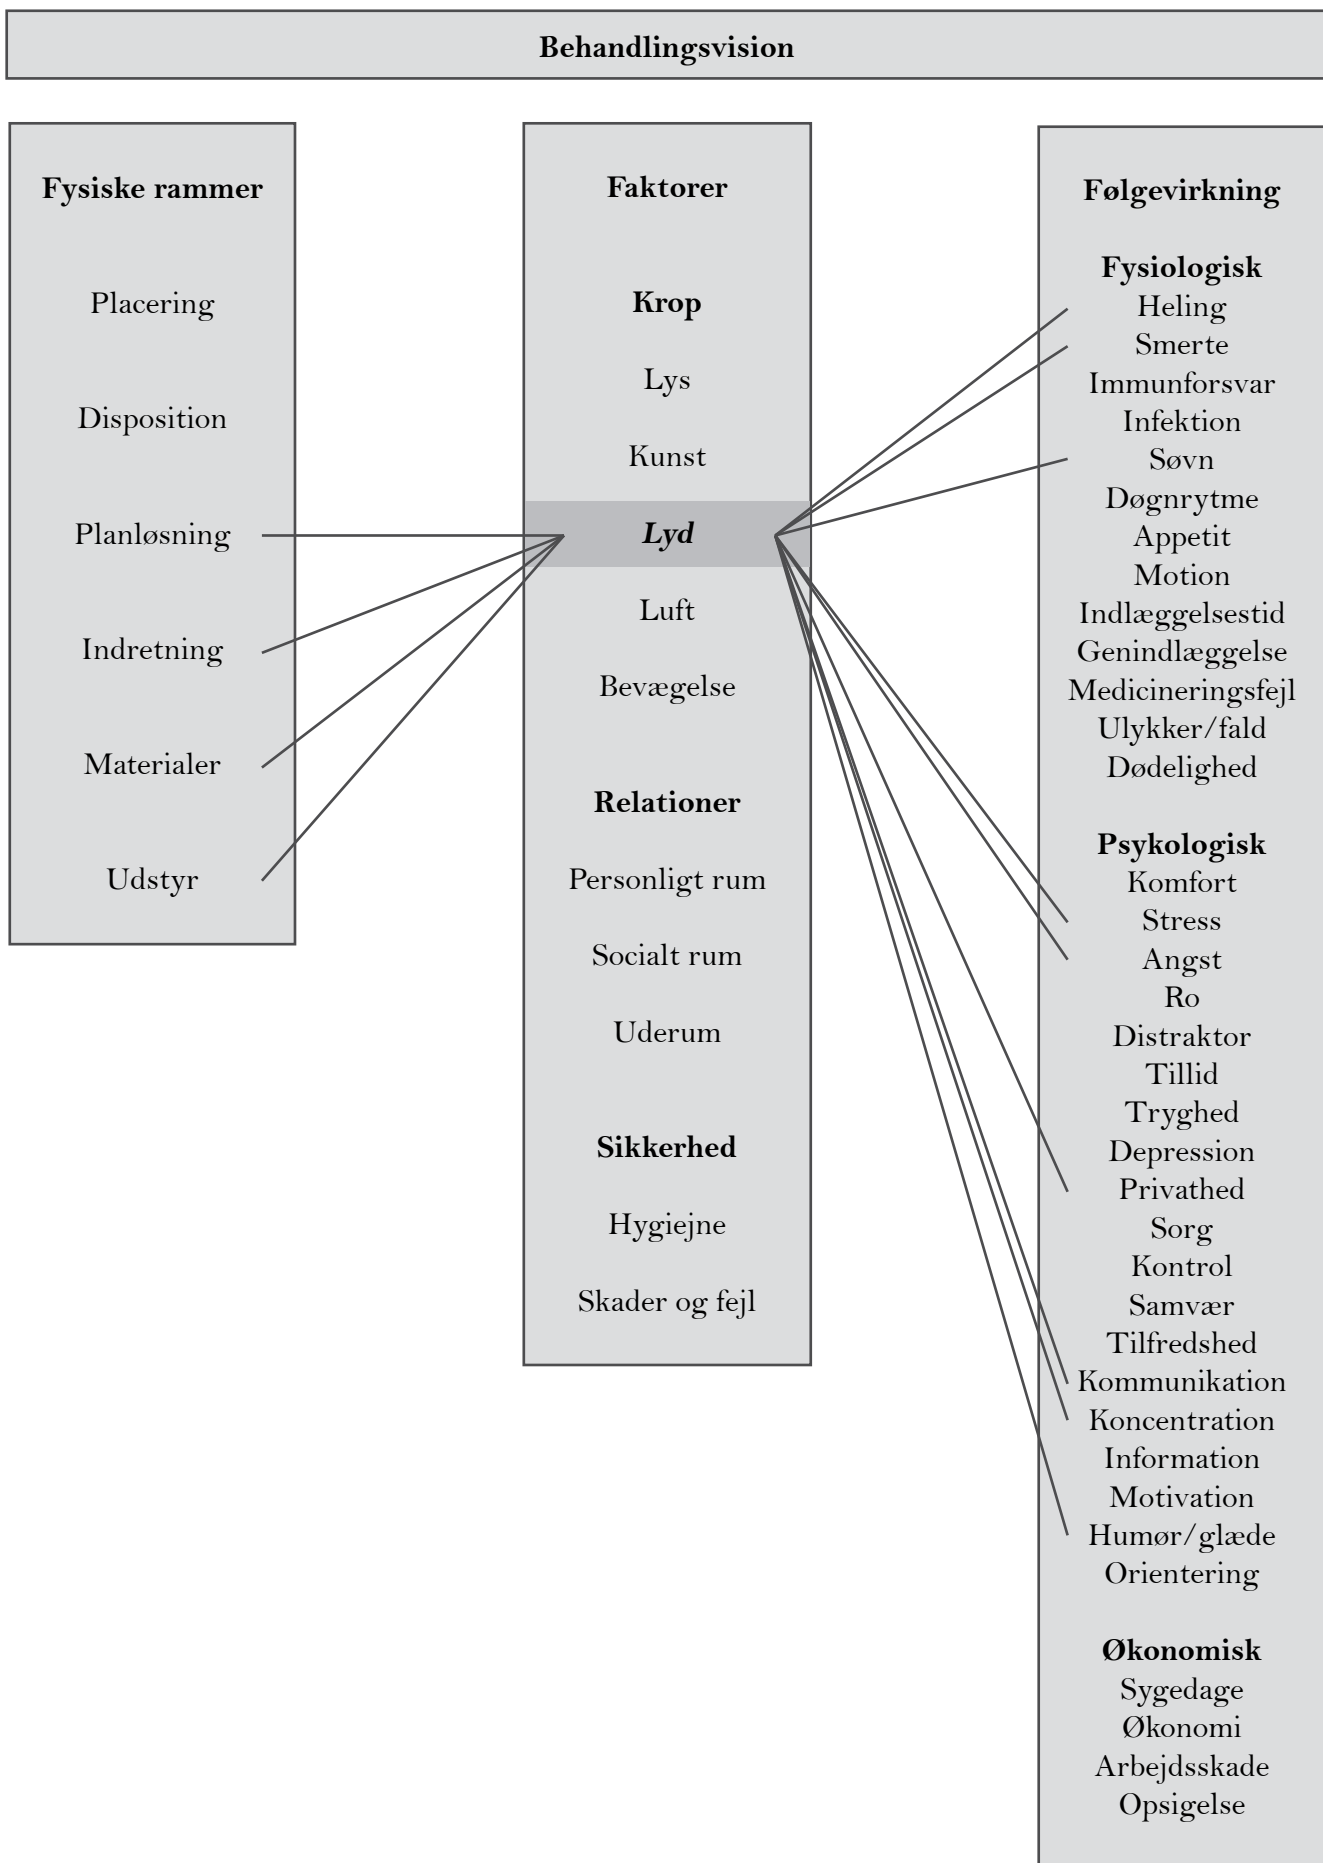 Behandlingsvision
Fysiske rammer
Placering
Disposition
Planløsning
Indretning
Materialer
Udstyr
Faktorer
Krop
Lys
Kunst
Lyd
Luft
Bevægelse
Relationer
Personligt rum
Socialt rum
Uderum
Sikkerhed
Hygiejne
Skader og fejl
Følgevirkning
Fysiologisk
Heling
Smerte
Immunforsvar
Infektion
Søvn
Døgnrytme
Appetit
Motion
Indlæggelsestid
Genindlæggelse
Medicineringsfejl
Ulykker/fald
Dødelighed
Psykologisk
Komfort
Stress
Angst
Ro
Distraktor
Tillid
Tryghed
Depression
Privathed
Sorg
Kontrol
Samvær
Tilfredshed
Kommunikation
Koncentration
Information
Motivation
Humør/glæde
Orientering
Økonomisk
Sygedage
Økonomi
Arbejdsskade
Opsigelse